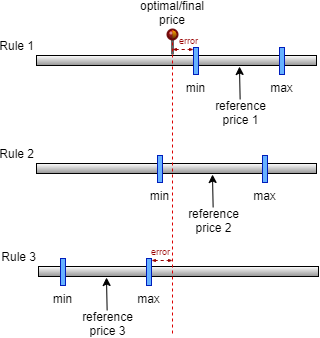 optimal/final
price
Rule 1
error
min
max
reference
price 1
Rule 2
min
max
reference
price 2
Rule 3
error
min
max
reference
price 3